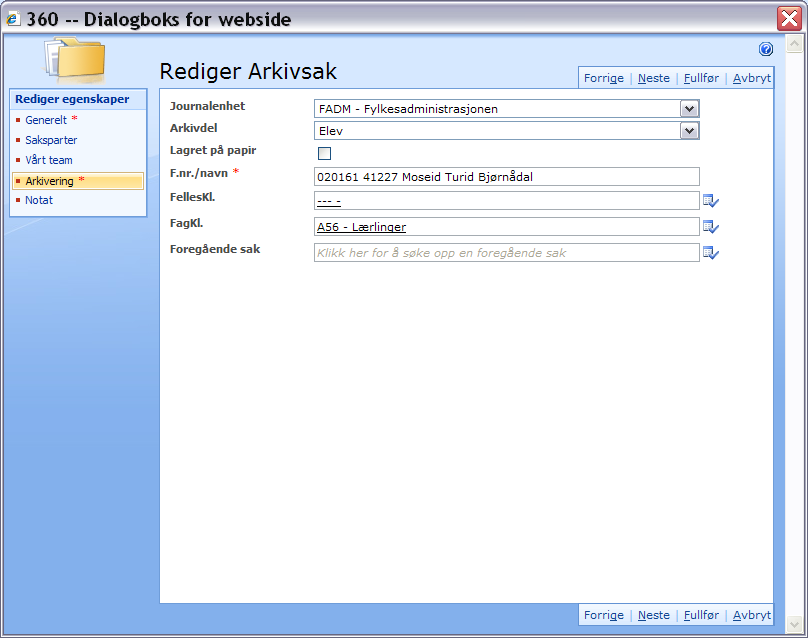 360 -- Dialogboks for webside
Rediger Arkivsak
Forrige | Neste | Fullfør | Avbryt
Rediger egenskaper
Generelt *
Saksparter
Vårt team
Arkivering *
Notat
Journalenhet
FADM - Fylkesadministrasjonen
Arkivdel
Elev
Lagret på papir
F.nr./navn *
020161 41227 Moseid Turid Bjørnådal
FellesKl.
--- -
FagKl.
A56 - Lærlinger
Foregående sak
Klikk her for å søke opp en foregående sak
Forrige | Neste | Fullfør | Avbryt